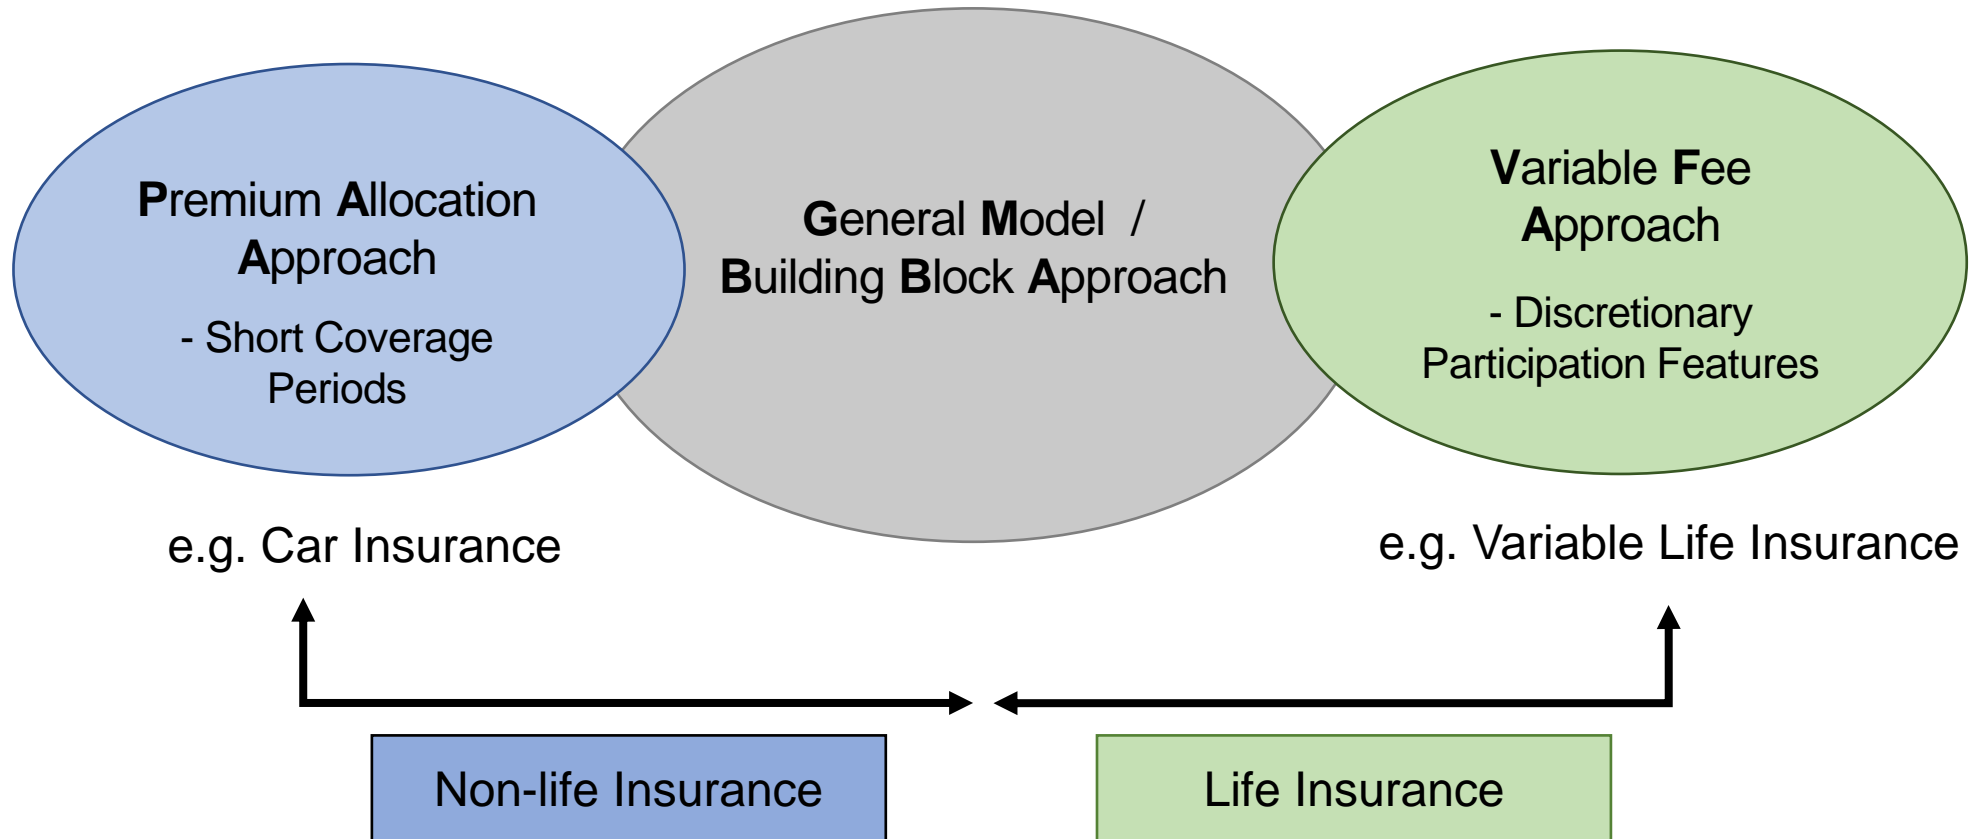 Premium Allocation
Approach
- Short Coverage
Periods
General Model /
Building Block Approach
Variable Fee
Approach
- Discretionary
Participation Features
e.g. Car Insurance
e.g. Variable Life Insurance
Non-life Insurance
Life Insurance